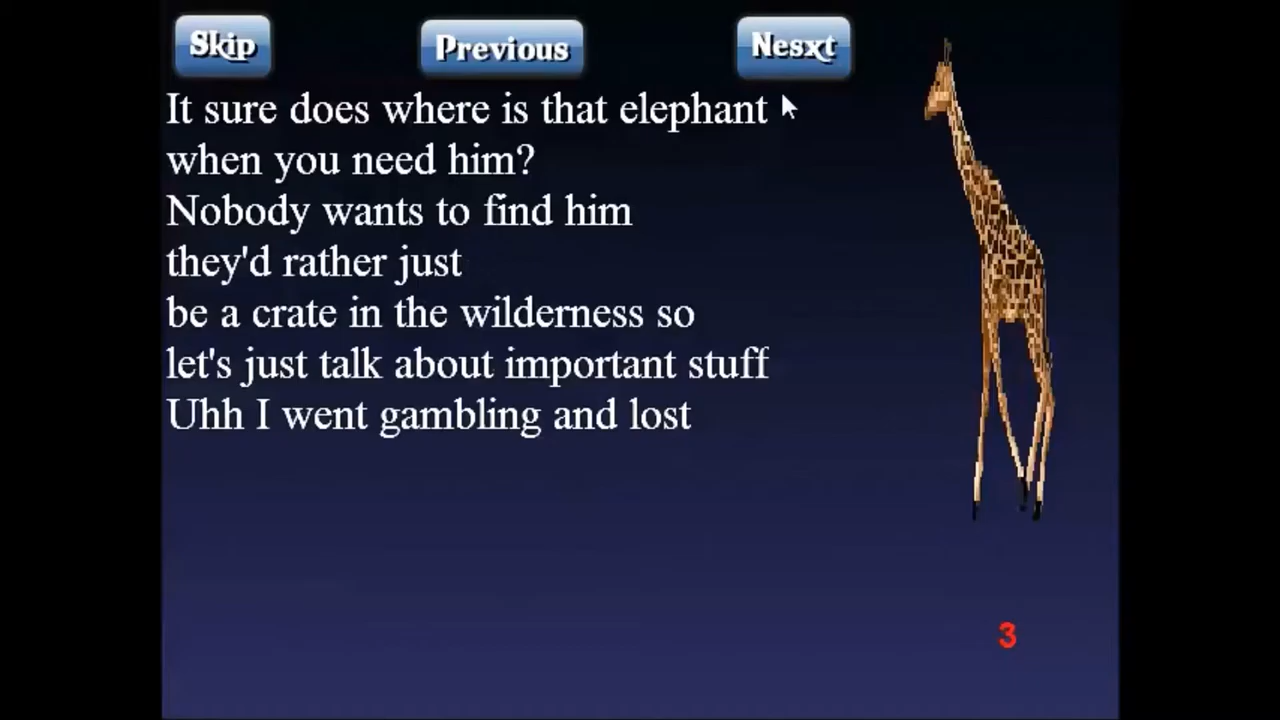 Skip
Previous
Nesxt
It sure does where is that elephant
when you need him?
Nobody wants to find him
they'd rather just
be a crate in the wilderness so
let's just talk about important stuff
Uhh I went gambling and lost
3